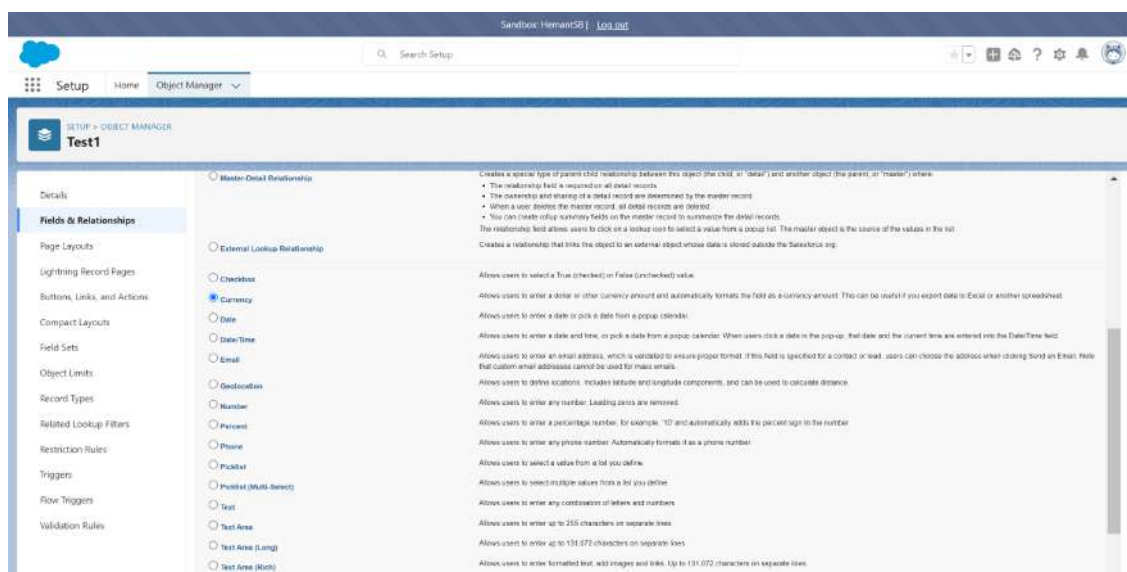 Sandbox: HemantSB | Log out
Search Setup
Setup Home Object Manager
SETUP > OBJECT MANAGER
Test1
Details
Fields & Relationships
Page Layouts
Lightning Record Pages
Buttons, Links, and Actions
Compact Layouts
Field Sets
Object Limits
Record Types
Related Lookup Filters
Restriction Rules
Triggers
Flow Triggers
Validation Rules
Master-Detail Relationship
Creates a special type of parent-child relationship between this object (the child, or "detail") and another object (the parent, or "master") where:
• The relationship field is required on all detail records.
• The ownership and sharing of a detail record are determined by the master record.
• When a user deletes the master record, all detail records are deleted.
• You can create rollup summary fields on the master record to summarize the detail records.
The relationship field allows users to click on a lookup icon to select a value from a popup list. The master object is the source of the values in the list.
External Lookup Relationship
Creates a relationship that links this object to an external object whose data is stored outside the Salesforce org.
Checkbox
Allows users to select a True (checked) or False (unchecked) value.
Currency
Allows users to enter a dollar or other currency amount and automatically formats the field as a currency amount. This can be useful if you export data to Excel or another spreadsheet.
Date
Allows users to enter a date or pick a date from a popup calendar.
Date/Time
Allows users to enter a date and time, or pick a date from a popup calendar. When users click a date in the pop-up, that date and the current time are entered into the Date/Time field.
Email
Allows users to enter an email address, which is validated to ensure proper format. If this field is specified for a contact or lead, users can choose the address when clicking Send an Email. Note
that custom email addresses cannot be used for mass emails.
Geolocation
Allows users to define locations. Includes latitude and longitude components, and can be used to calculate distance.
Number
Allows users to enter any number. Leading zeros are removed.
Percent
Allows users to enter a percentage number, for example, '10' and automatically adds the percent sign to the number.
Phone
Allows users to enter any phone number. Automatically formats it as a phone number.
Picklist
Allows users to select a value from a list you define.
Picklist (Multi-Select)
Allows users to select multiple values from a list you define.
Text
Allows users to enter any combination of letters and numbers.
Text Area
Allows users to enter up to 255 characters on separate lines.
Text Area (Long)
Allows users to enter up to 131,072 characters on separate lines.
Text Area (Rich)
Allows users to enter formatted text, add images and links. Up to 131,072 characters on separate lines.